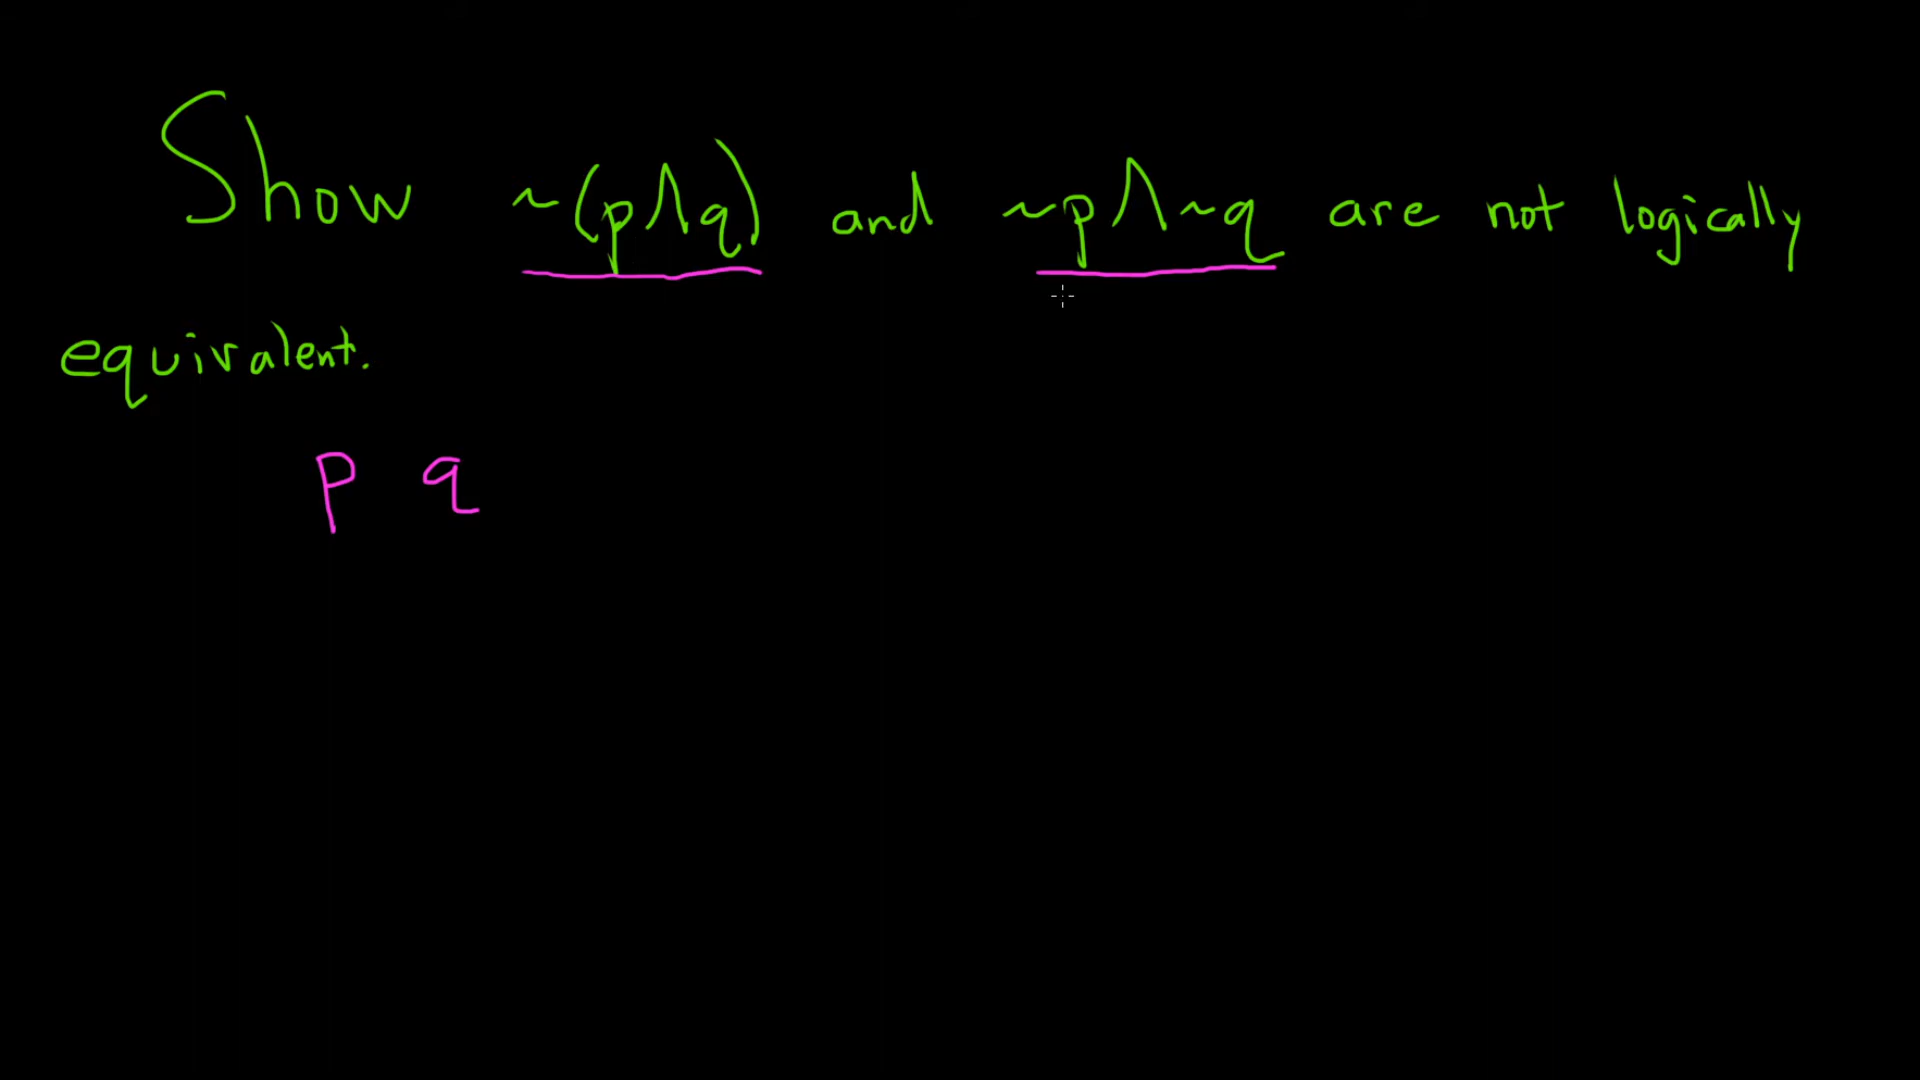 Show ~(p∧q) and ~p∧~q are not logically
equivalent.
p q